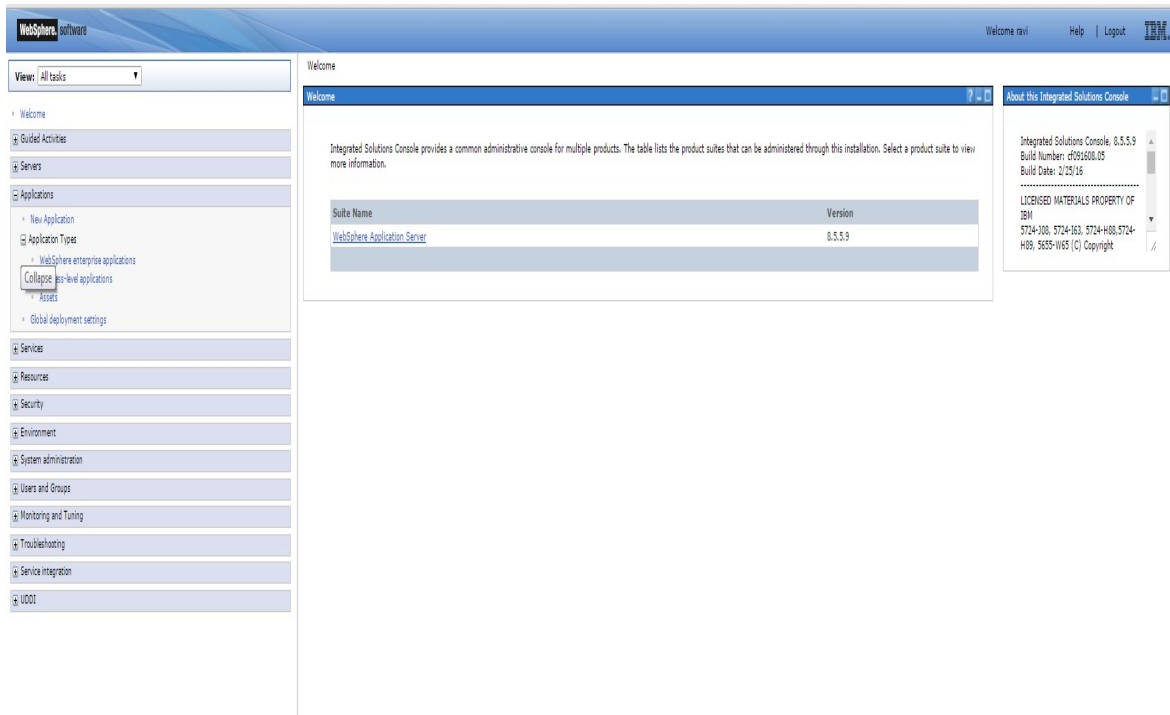 WebSphere. software
Welcome ravi Help | Logout IBM.
View: All tasks
Welcome
Guided Activities
Servers
Applications
New Application
Application Types
WebSphere enterprise applications
Collapse ess-level applications
Assets
Global deployment settings
Services
Resources
Security
Environment
System administration
Users and Groups
Monitoring and Tuning
Troubleshooting
Service integration
UDDI
Welcome
Welcome
Integrated Solutions Console provides a common administrative console for multiple products. The table lists the product suites that can be administered through this installation. Select a product suite to view
more information.
Suite Name Version
WebSphere Application Server 8.5.5.9
About this Integrated Solutions Console
Integrated Solutions Console, 8.5.5.9
Build Number: cf091608.05
Build Date: 2/25/16
----------------------------------------
LICENSED MATERIALS PROPERTY OF
IBM
5724-J08, 5724-I63, 5724-H88,5724-
H89, 5655-W65 (C) Copyright